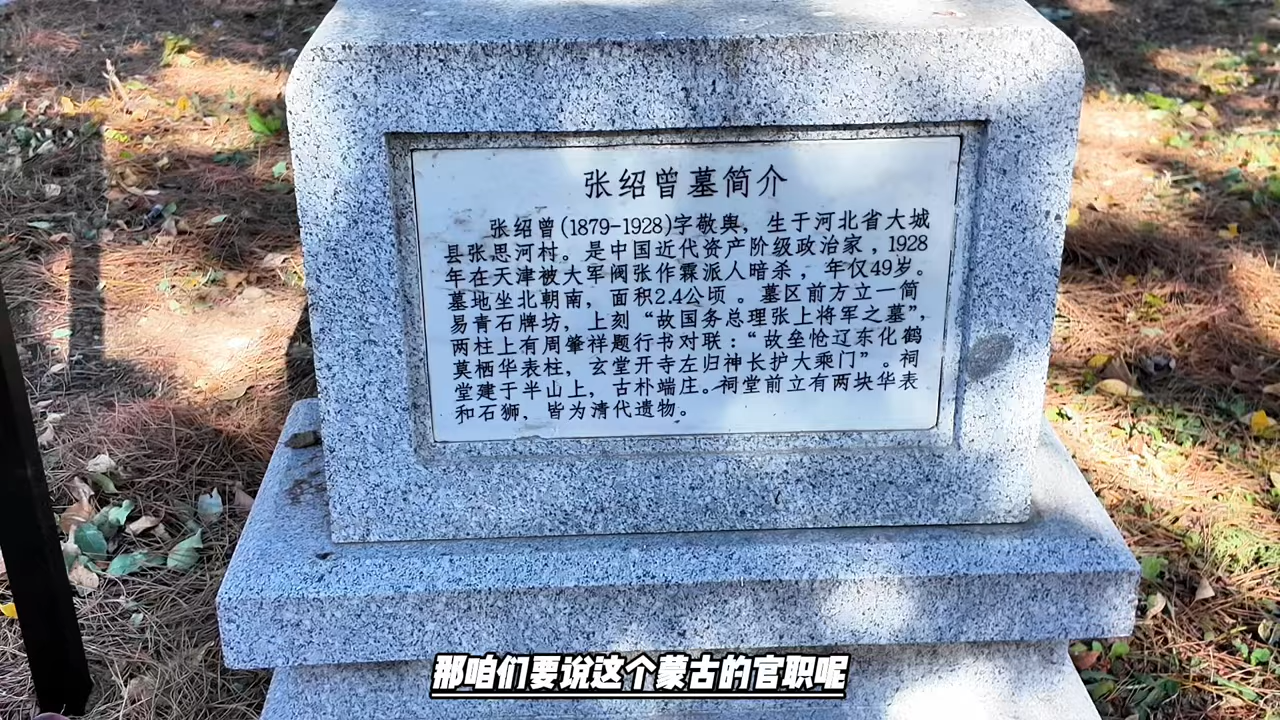 张绍曾墓简介
张绍曾(1879-1928)字敬舆，生于河北省大城
县张思河村。是中国近代资产阶级政治家，1928
年在天津被大军阀张作霖派人暗杀，年仅49岁。
墓地坐北朝南，面积2.4公顷。墓区前方立一简
易青石牌坊，上刻“故国务总理张上将军之墓”，
两柱上有周肇祥题行书对联：“故垒怆辽东化鹤
莫栖华表柱，玄堂开寺左归神长护大乘门”。祠
堂建于半山上，古朴端庄。祠堂前立有两块华表
和石狮，皆为清代遗物。
那咱们要说这个蒙古的官职呢